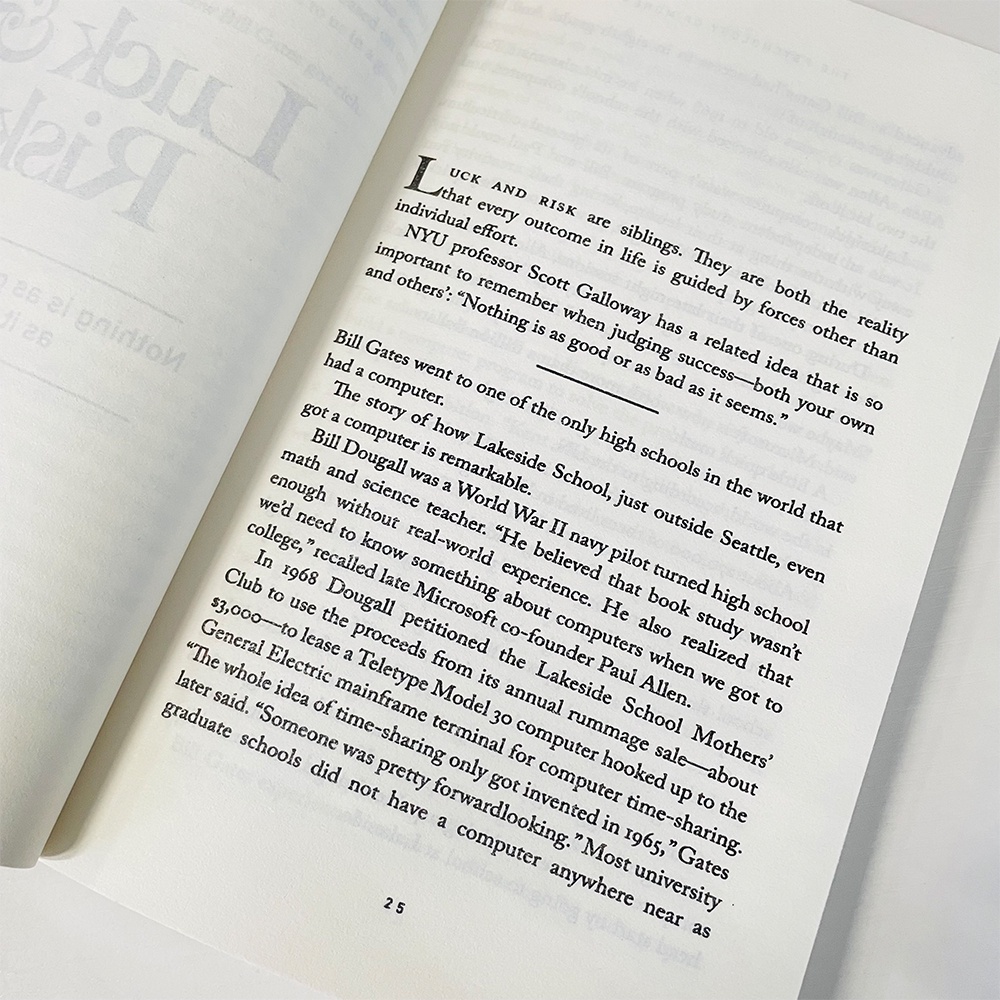 Luck &
Risk
Nothing is as
as it
LUCK AND RISK are siblings. They are both the reality
that every outcome in life is guided by forces other than
individual effort.
NYU professor Scott Galloway has a related idea that is so
important to remember when judging success—both your own
and others’: “Nothing is as good or as bad as it seems.”
Bill Gates went to one of the only high schools in the world that
had a computer.
The story of how Lakeside School, just outside Seattle, even
got a computer is remarkable.
Bill Dougall was a World War II navy pilot turned high school
math and science teacher. “He believed that book study wasn’t
enough without real-world experience. He also realized that
we’d need to know something about computers when we got to
college,” recalled late Microsoft co-founder Paul Allen.
In 1968 Dougall petitioned the Lakeside School Mothers’
Club to use the proceeds from its annual rummage sale—about
$3,000—to lease a Teletype Model 30 computer hooked up to the
General Electric mainframe terminal for computer time-sharing.
“The whole idea of time-sharing only got invented in 1965,” Gates
later said. “Someone was pretty forwardlooking.” Most university
graduate schools did not have a computer anywhere near as
25